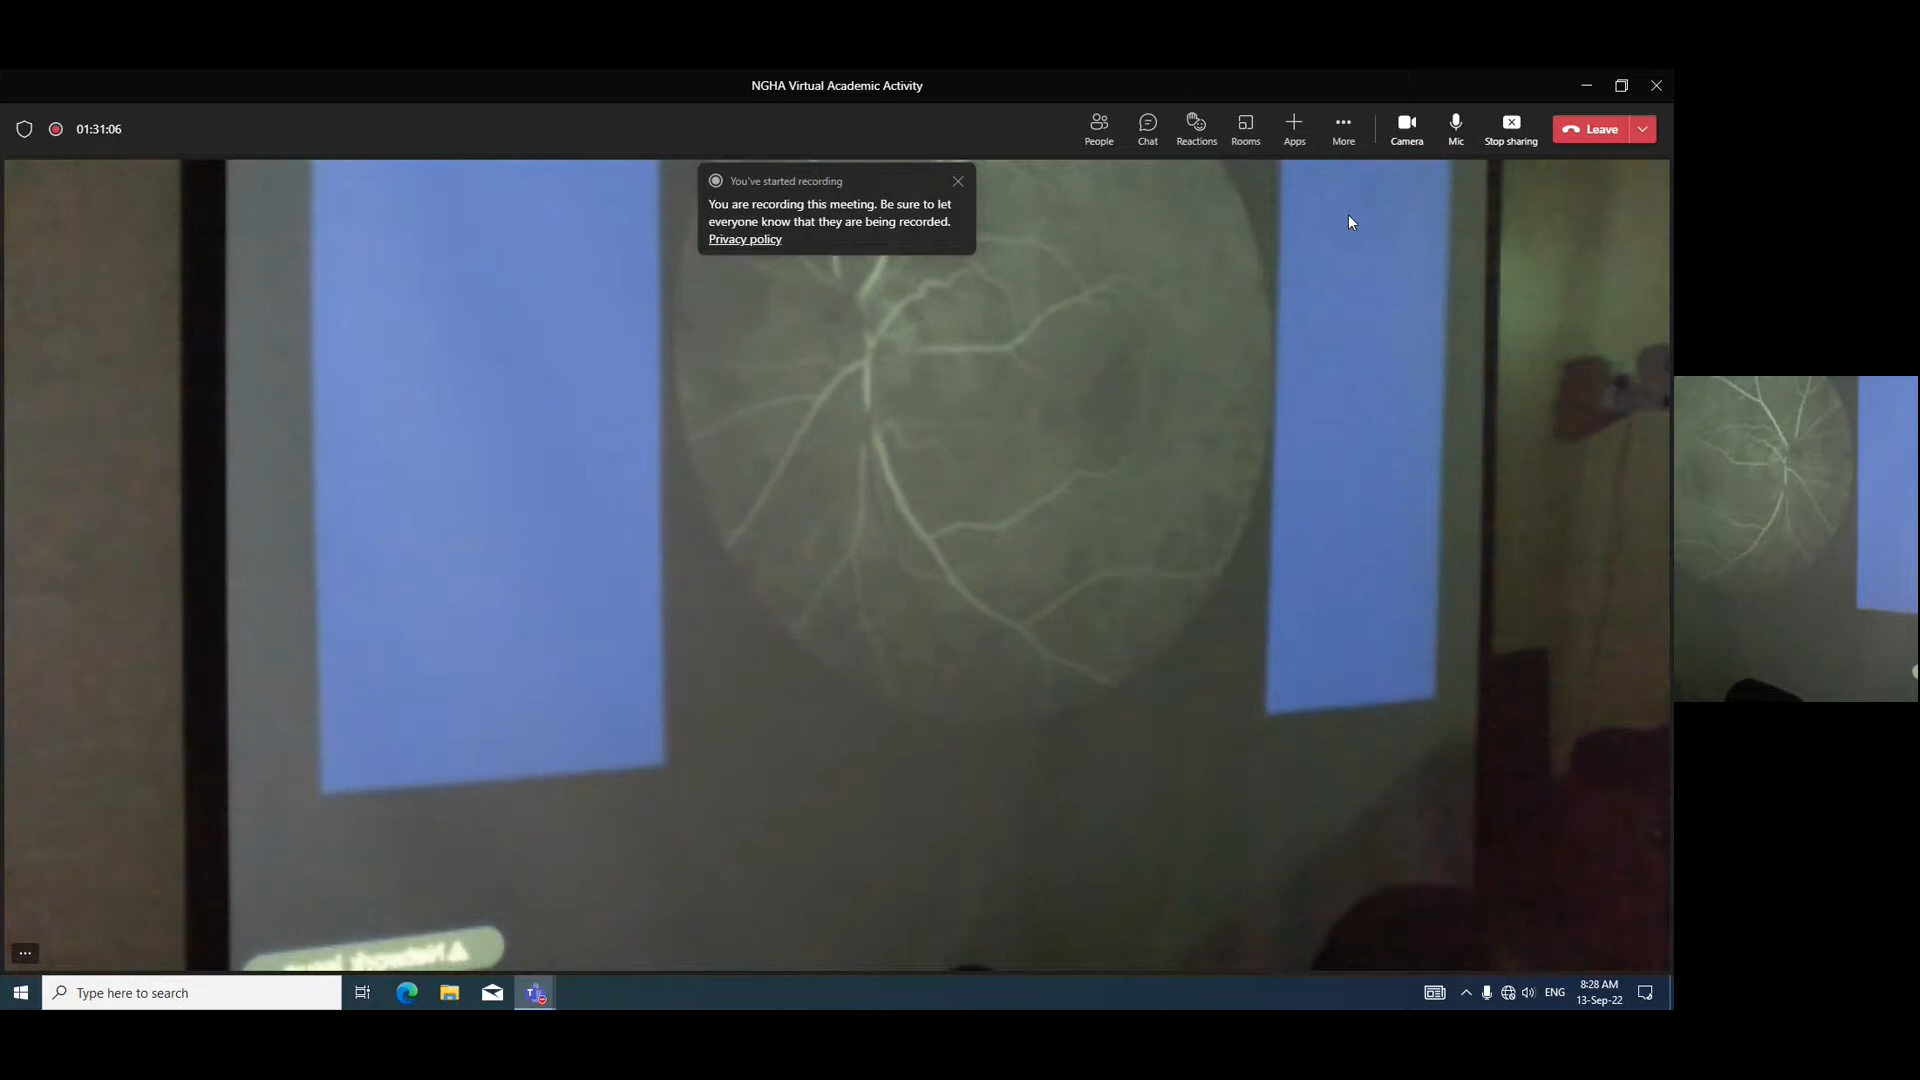 NGHA Virtual Academic Activity
01:31:06
People
Chat
Reactions
Rooms
Apps
More
Camera
Mic
Stop sharing
Leave
You've started recording
You are recording this meeting. Be sure to let
everyone know that they are being recorded.
Privacy policy
Type here to search
ENG
8:28 AM
13-Sep-22